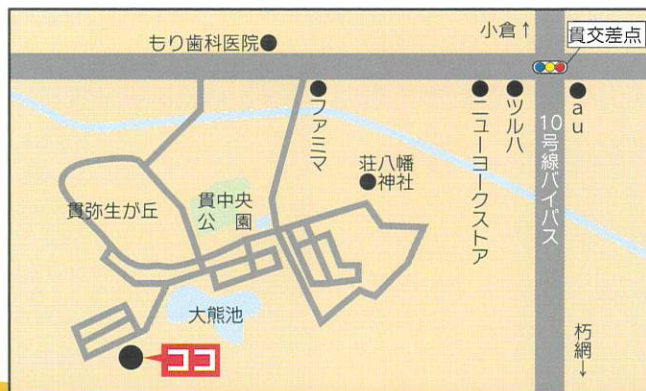 小倉↑
貫交差点
もり歯科医院
ファミマ
ニューヨークストア
ツルハ
au
10号線バイパス
荘八幡
神社
貫弥生が丘
貫中央
公園
大熊池
ココ
朽網↓